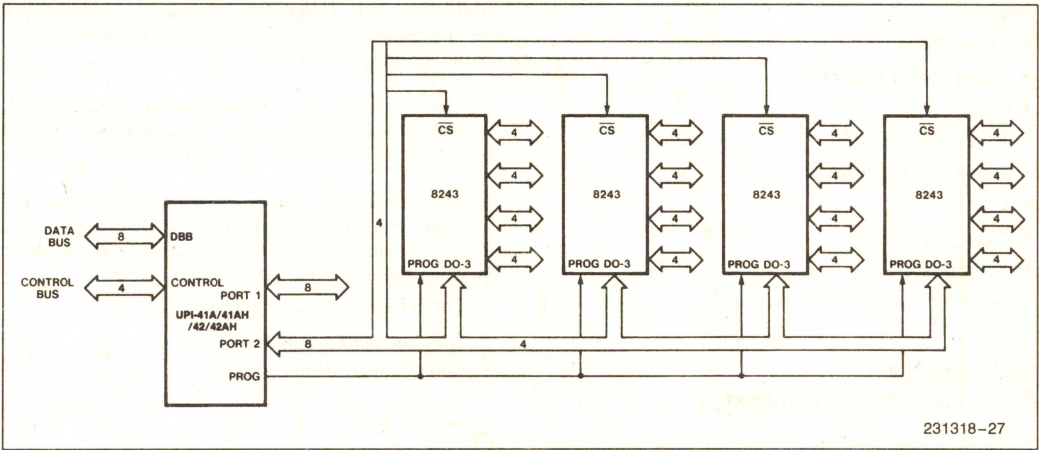 CS CS CS CS
4 4 4 4
4 4 4 4
8243 8243 8243 8243
4 4 4 4
4
DATA
BUS
8
DBB
4 4 4 4
PROG DO-3 PROG DO-3 PROG DO-3 PROG DO-3
CONTROL
BUS
4
CONTROL
PORT 1
8
UPI-41A/41AH
/42/42AH
PORT 2
8
4
PROG
231318-27